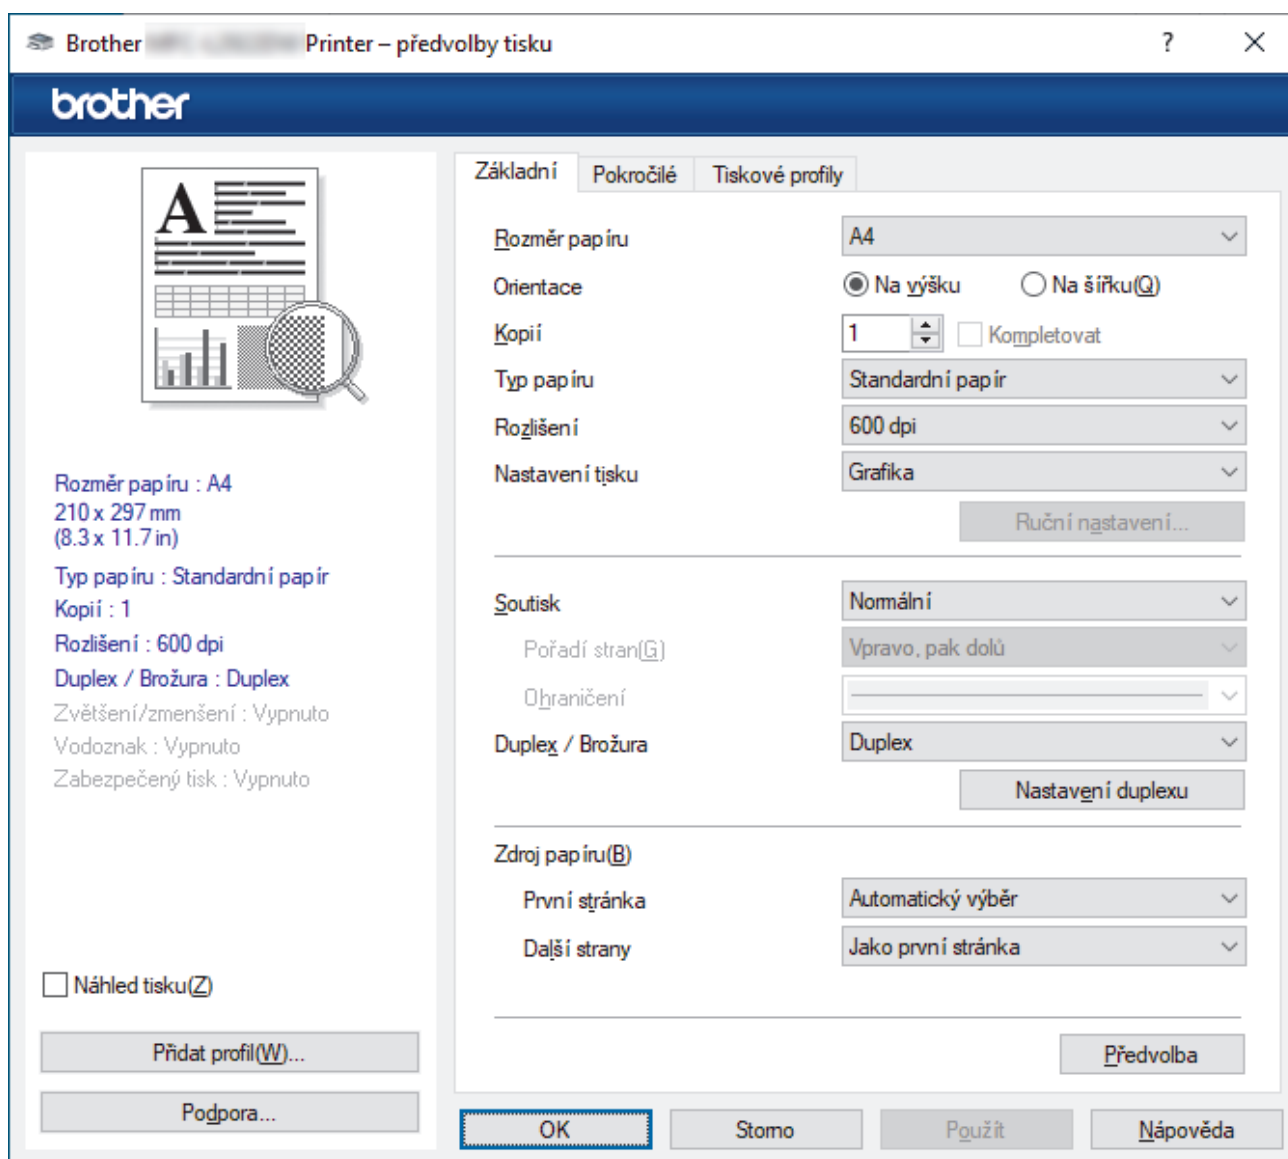 Brother Printer – předvolby tisku
?
brother
A
Rozměr papíru : A4
210 x 297 mm
(8.3 x 11.7 in)
Typ papíru : Standardní papír
Kopií : 1
Rozlišení : 600 dpi
Duplex / Brožura : Duplex
Zvětšení/zmenšení : Vypnuto
Vodoznak : Vypnuto
Zabezpečený tisk : Vypnuto
Náhled tisku(Z)
Přidat profil(W)...
Podpora...
Základní Pokročilé Tiskové profily
Rozměr papíru A4
Orientace Na výšku Na šířku(Q)
Kopií 1 Kompletovat
Typ papíru Standardní papír
Rozlišení 600 dpi
Nastavení tisku Grafika
Ruční nastavení...
Soutisk Normální
Pořadí stran(G) Vpravo, pak dolů
Ohraničení
Duplex / Brožura Duplex
Nastavení duplexu
Zdroj papíru(B)
První stránka Automatický výběr
Další strany Jako první stránka
Předvolba
OK Storno Použít Nápověda